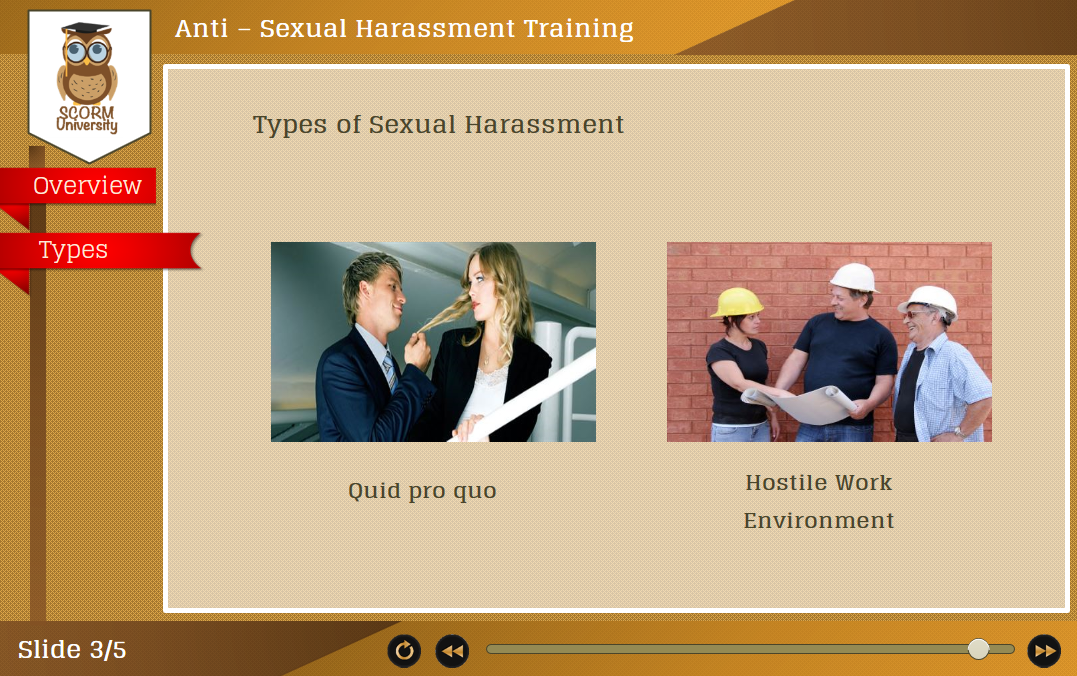 Anti – Sexual Harassment Training
SCORM
University
Overview
Types
Types of Sexual Harassment
Quid pro quo
Hostile Work
Environment
Slide 3/5